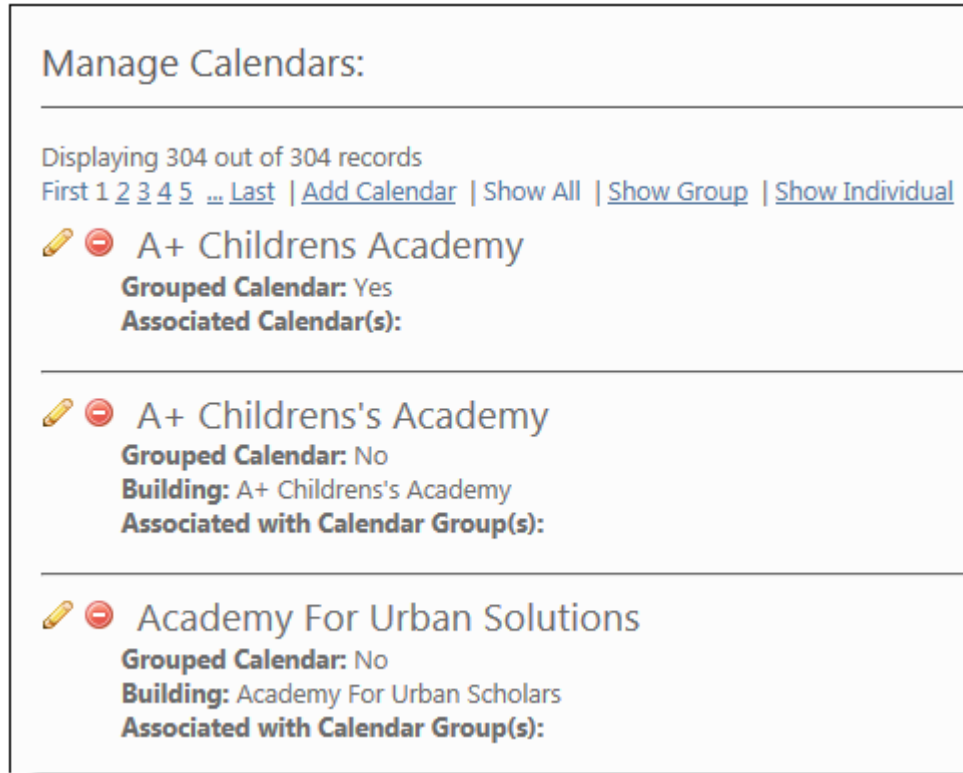 Manage Calendars:
Displaying 304 out of 304 records
First 1 2 3 4 5 ... Last | Add Calendar | Show All | Show Group | Show Individual
A+ Childrens Academy
Grouped Calendar: Yes
Associated Calendar(s):
A+ Childrens's Academy
Grouped Calendar: No
Building: A+ Childrens's Academy
Associated with Calendar Group(s):
Academy For Urban Solutions
Grouped Calendar: No
Building: Academy For Urban Scholars
Associated with Calendar Group(s):